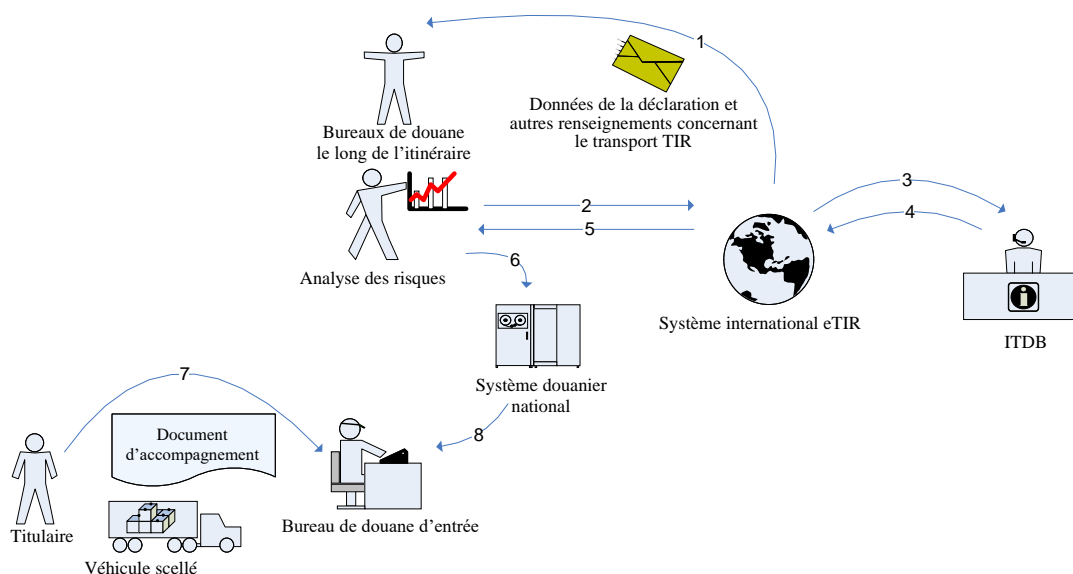 1
Données de la déclaration et
autres renseignements concernant
le transport TIR
Bureaux de douane
le long de l’itinéraire
2
5
3
4
Analyse des risques
6
Système international eTIR
ITDB
Système douanier
national
7
8
Document
d’accompagnement
Titulaire
Bureau de douane d’entrée
Véhicule scellé